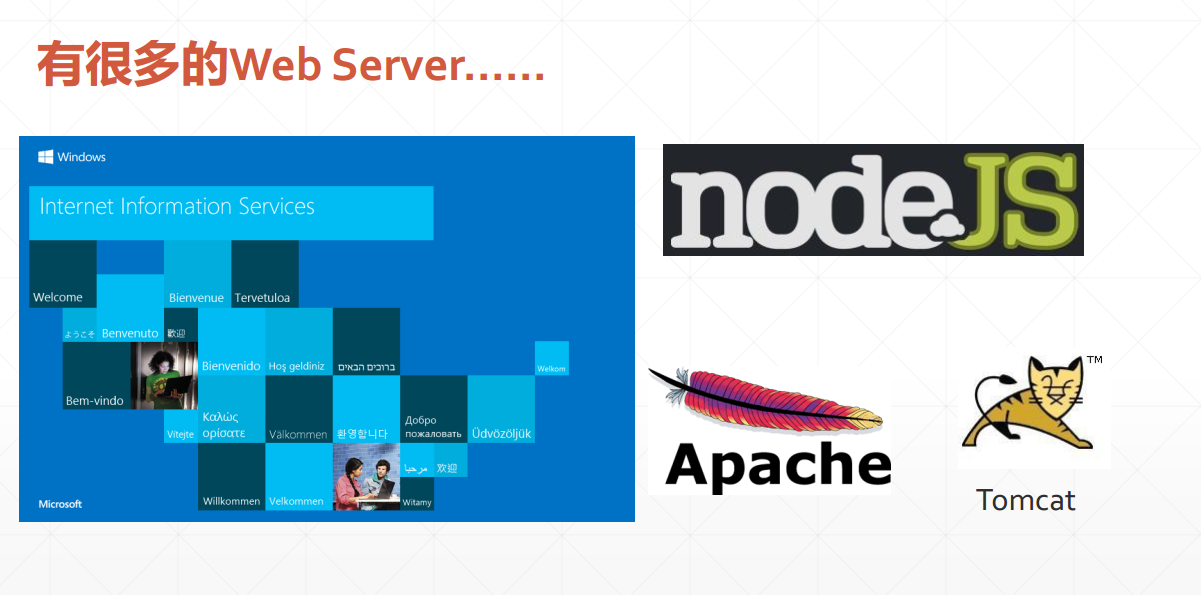 有很多的Web Server……
Windows
Internet Information Services
Welcome
Bienvenue
Tervetuloa
ようこそ
Benvenuto
歡迎
Bienvenido
Hoş geldiniz
ברוכים הבאים
Welkom
Bem-vindo
Vítejte
Καλώς
ορίσατε
Välkommen
환영합니다
Добро
пожаловать
Üdvözöljük
Willkommen
Velkommen
مرحبا
欢迎
Witamy
Microsoft
nodeJS
Apache
TM
Tomcat